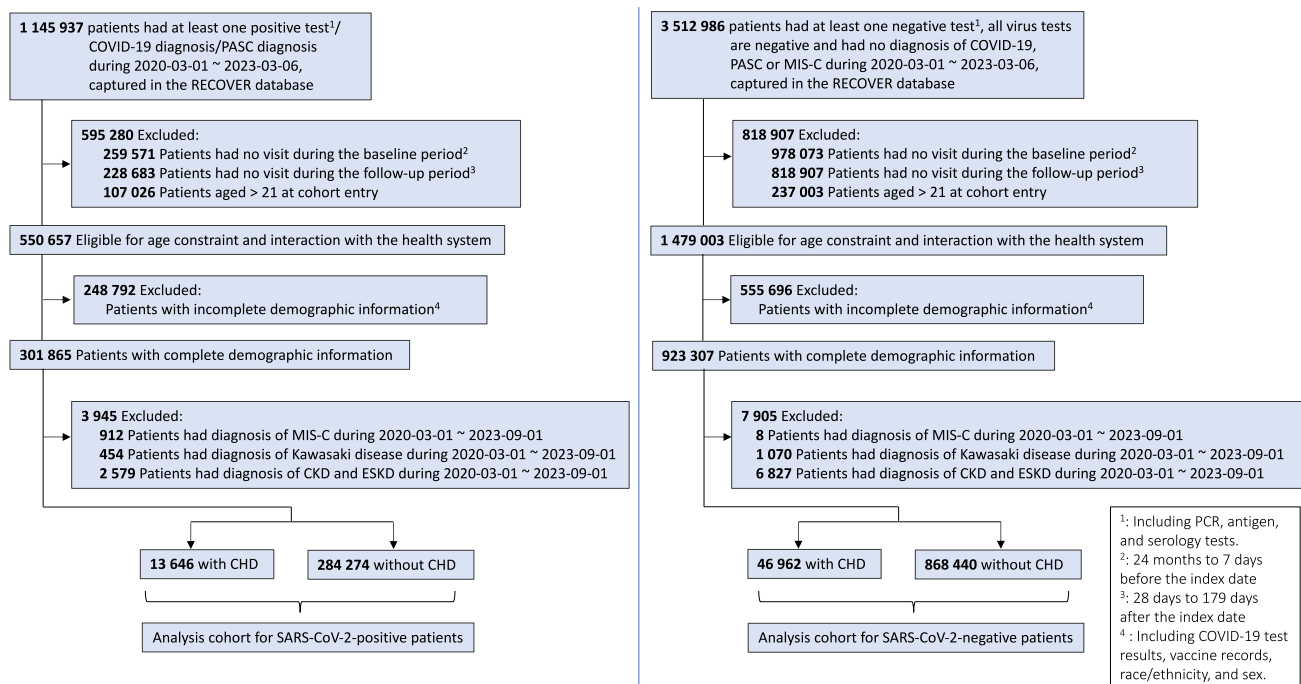 1 145 937 patients had at least one positive test¹/
COVID-19 diagnosis/PASC diagnosis
during 2020-03-01 ~ 2023-03-06,
captured in the RECOVER database
595 280 Excluded:
259 571 Patients had no visit during the baseline period²
228 683 Patients had no visit during the follow-up period³
107 026 Patients aged > 21 at cohort entry
550 657 Eligible for age constraint and interaction with the health system
248 792 Excluded:
Patients with incomplete demographic information⁴
301 865 Patients with complete demographic information
3 945 Excluded:
912 Patients had diagnosis of MIS-C during 2020-03-01 ~ 2023-09-01
454 Patients had diagnosis of Kawasaki disease during 2020-03-01 ~ 2023-09-01
2 579 Patients had diagnosis of CKD and ESKD during 2020-03-01 ~ 2023-09-01
13 646 with CHD
284 274 without CHD
Analysis cohort for SARS-CoV-2-positive patients
3 512 986 patients had at least one negative test¹, all virus tests
are negative and had no diagnosis of COVID-19,
PASC or MIS-C during 2020-03-01 ~ 2023-03-06,
captured in the RECOVER database
818 907 Excluded:
978 073 Patients had no visit during the baseline period²
818 907 Patients had no visit during the follow-up period³
237 003 Patients aged > 21 at cohort entry
1 479 003 Eligible for age constraint and interaction with the health system
555 696 Excluded:
Patients with incomplete demographic information⁴
923 307 Patients with complete demographic information
7 905 Excluded:
8 Patients had diagnosis of MIS-C during 2020-03-01 ~ 2023-09-01
1 070 Patients had diagnosis of Kawasaki disease during 2020-03-01 ~ 2023-09-01
6 827 Patients had diagnosis of CKD and ESKD during 2020-03-01 ~ 2023-09-01
46 962 with CHD
868 440 without CHD
Analysis cohort for SARS-CoV-2-negative patients
¹: Including PCR, antigen,
and serology tests.
²: 24 months to 7 days
before the index date
³: 28 days to 179 days
after the index date
⁴ : Including COVID-19 test
results, vaccine records,
race/ethnicity, and sex.